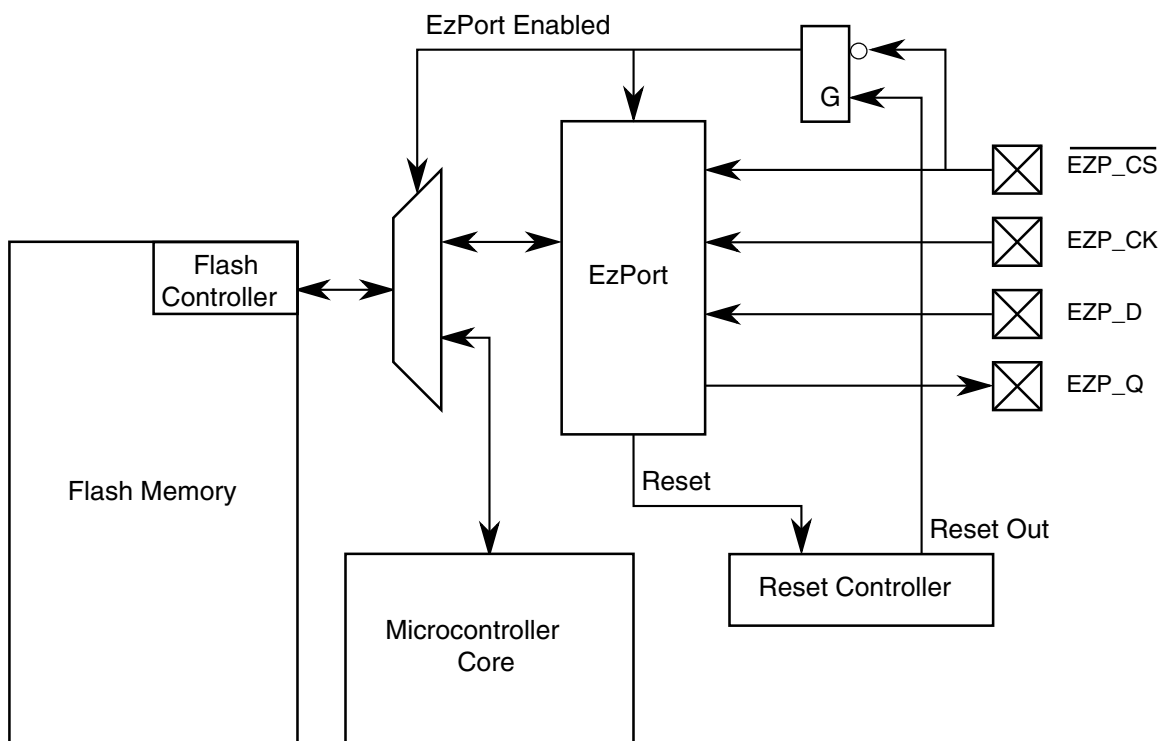 EzPort Enabled
G
EZP_CS
EZP_CK
EZP_D
EZP_Q
EzPort
Flash
Controller
Flash Memory
Reset
Reset Out
Reset Controller
Microcontroller
Core